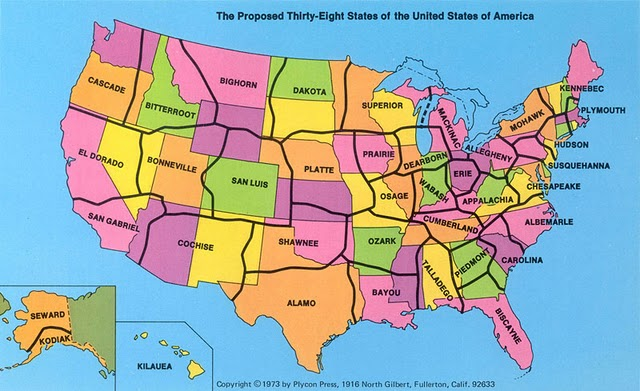 The Proposed Thirty-Eight States of the United States of America
CASCADE
BITTERROOT
BIGHORN
DAKOTA
SUPERIOR
MACKINAC
MOHAWK
KENNEBEC
PLYMOUTH
HUDSON
SUSQUEHANNA
CHESAPEAKE
ALBEMARLE
CAROLINA
EL DORADO
BONNEVILLE
SAN LUIS
PLATTE
PRAIRIE
DEARBORN
WABASH
ERIE
ALLEGHENY
APPALACHIA
OSAGE
CUMBERLAND
SAN GABRIEL
COCHISE
SHAWNEE
OZARK
TALLADEGO
PIEDMONT
ALAMO
BAYOU
BISCAYNE
SEWARD
KODIAK
KILAUEA
Copyright ©1973 by Plycon Press, 1916 North Gilbert, Fullerton, Clif. 92633